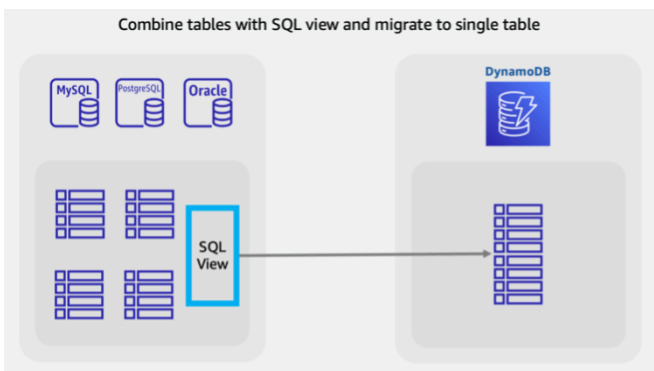 Combine tables with SQL view and migrate to single table
MySQL
PostgreSQL
Oracle
DynamoDB
SQL
View